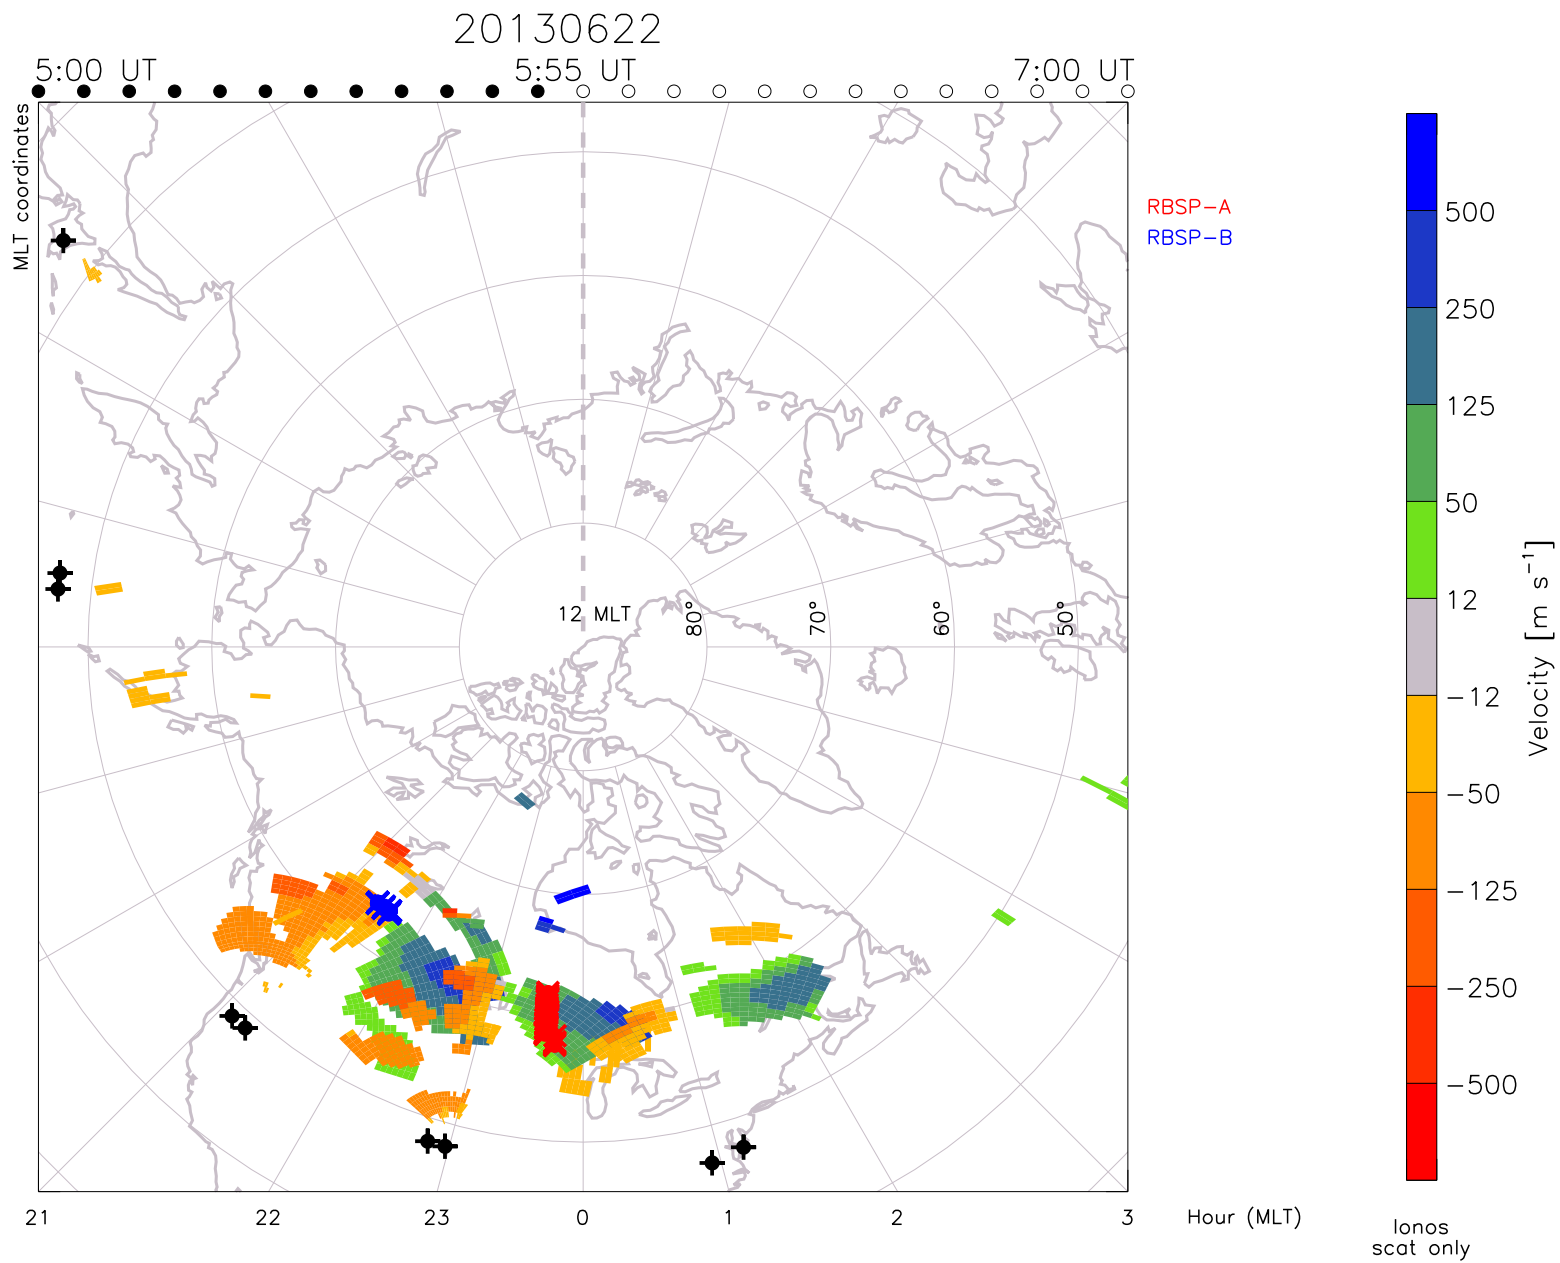 20130622
5:00 UT 5:55 UT 7:00 UT
MLT coordinates
RBSP-A
RBSP-B
12 MLT
80°
70°
60°
50°
21 22 23 0 1 2 3 Hour (MLT)
500
250
125
50
12
-12
-50
-125
-250
-500
Velocity [m s⁻¹]
Ionos
scat only